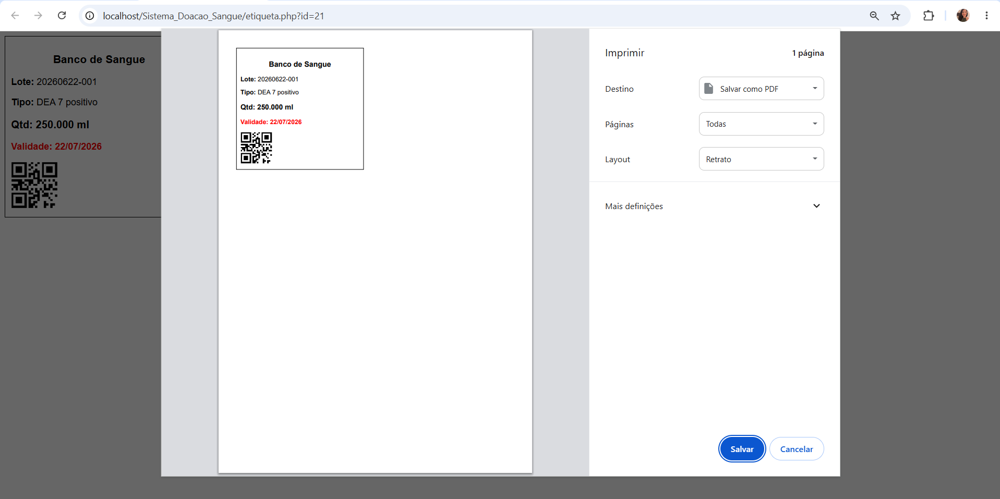 localhost/Sistema_Doacao_Sangue/etiqueta.php?id=21
Banco de Sangue
Lote: 20260622-001
Tipo: DEA 7 positivo
Qtd: 250.000 ml
Validade: 22/07/2026
Banco de Sangue
Lote: 20260622-001
Tipo: DEA 7 positivo
Qtd: 250.000 ml
Validade: 22/07/2026
Imprimir
1 página
Destino
Salvar como PDF
Páginas
Todas
Layout
Retrato
Mais definições
Salvar
Cancelar